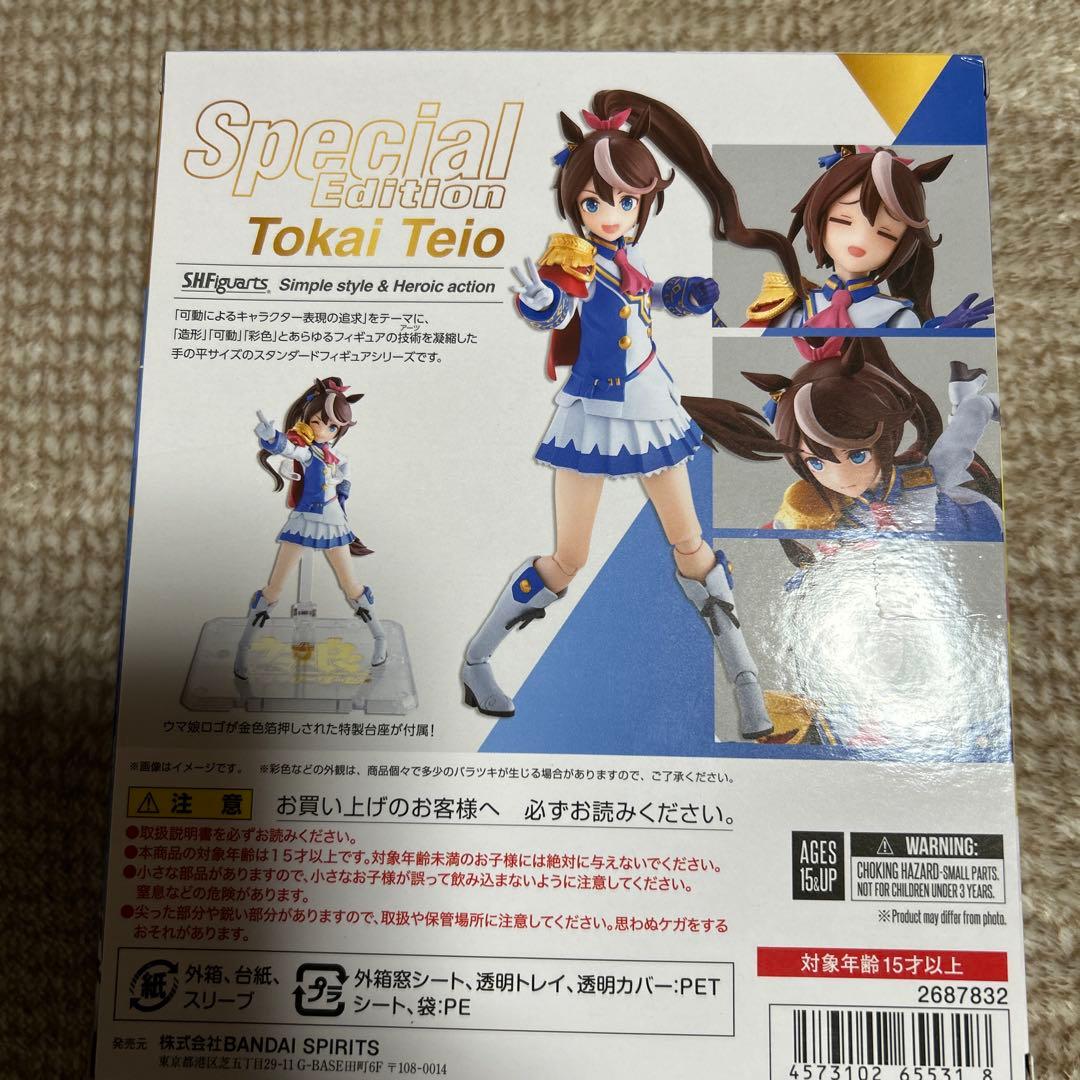 Special
Edition
Tokai Teio
S.H.Figuarts® Simple style & Heroic action
「可動によるキャラクター表現の追求」をテーマに、
「造形」「可動」「彩色」とあらゆるフィギュアの技術を凝縮した
アーツ
手の平サイズのスタンダードフィギュアシリーズです。
ウマ娘ロゴが金色箔押しされた特製台座が付属!
※画像はイメージです。 ※彩色などの外観は、商品個々で多少のバラツキが生じる場合がありますので、ご了承ください。
注意 お買い上げのお客様へ 必ずお読みください。
●取扱説明書を必ずお読みください。
●本商品の対象年齢は15才以上です。対象年齢未満のお子様には絶対に与えないでください。
●小さな部品がありますので、小さなお子様が誤って飲み込まないように注意してください。
窒息などの危険があります。
●尖った部分や鋭い部分がありますので、取扱や保管場所に注意してください。思わぬケガをする
おそれがあります。
AGES
15&UP
WARNING:
CHOKING HAZARD-SMALL PARTS.
NOT FOR CHILDREN UNDER 3 YEARS.
※Product may differ from photo.
紙 外箱、台紙、
スリーブ
プラ 外箱窓シート、透明トレイ、透明カバー:PET
シート、袋:PE
対象年齢15才以上
2687832
発売元 株式会社BANDAI SPIRITS
東京都港区芝五丁目29-11 G-BASE田町6F 〒108-0014
4573102 65531 8